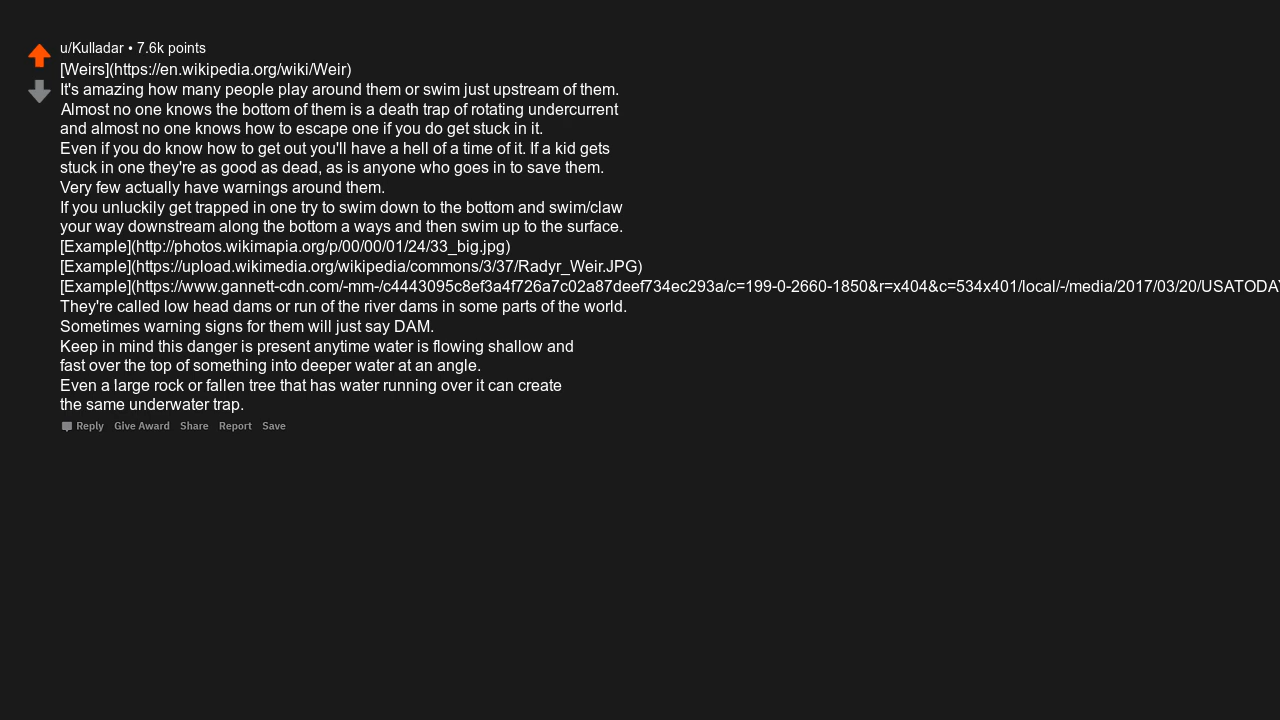 u/Kulladar • 7.6k points
[Weirs](https://en.wikipedia.org/wiki/Weir)
It's amazing how many people play around them or swim just upstream of them.
Almost no one knows the bottom of them is a death trap of rotating undercurrent
and almost no one knows how to escape one if you do get stuck in it.
Even if you do know how to get out you'll have a hell of a time of it. If a kid gets
stuck in one they're as good as dead, as is anyone who goes in to save them.
Very few actually have warnings around them.
If you unluckily get trapped in one try to swim down to the bottom and swim/claw
your way downstream along the bottom a ways and then swim up to the surface.
[Example](http://photos.wikimapia.org/p/00/00/01/24/33_big.jpg)
[Example](https://upload.wikimedia.org/wikipedia/commons/3/37/Radyr_Weir.JPG)
[Example](https://www.gannett-cdn.com/-mm-/c4443095c8ef3a4f726a7c02a87deef734ec293a/c=199-0-2660-1850&r=x404&c=534x401/local/-/media/2017/03/20/USATODAY
They're called low head dams or run of the river dams in some parts of the world.
Sometimes warning signs for them will just say DAM.
Keep in mind this danger is present anytime water is flowing shallow and
fast over the top of something into deeper water at an angle.
Even a large rock or fallen tree that has water running over it can create
the same underwater trap.
Reply Give Award Share Report Save